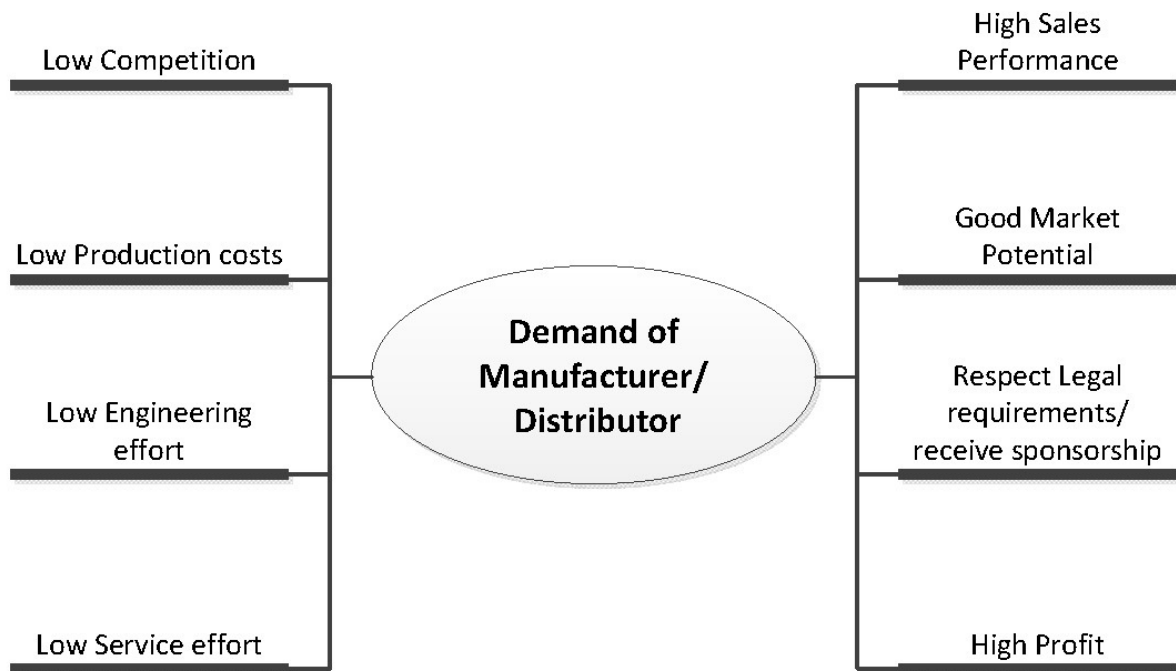 Low Competition
Low Production costs
Low Engineering
effort
Low Service effort
Demand of
Manufacturer/
Distributor
High Sales
Performance
Good Market
Potential
Respect Legal
requirements/
receive sponsorship
High Profit